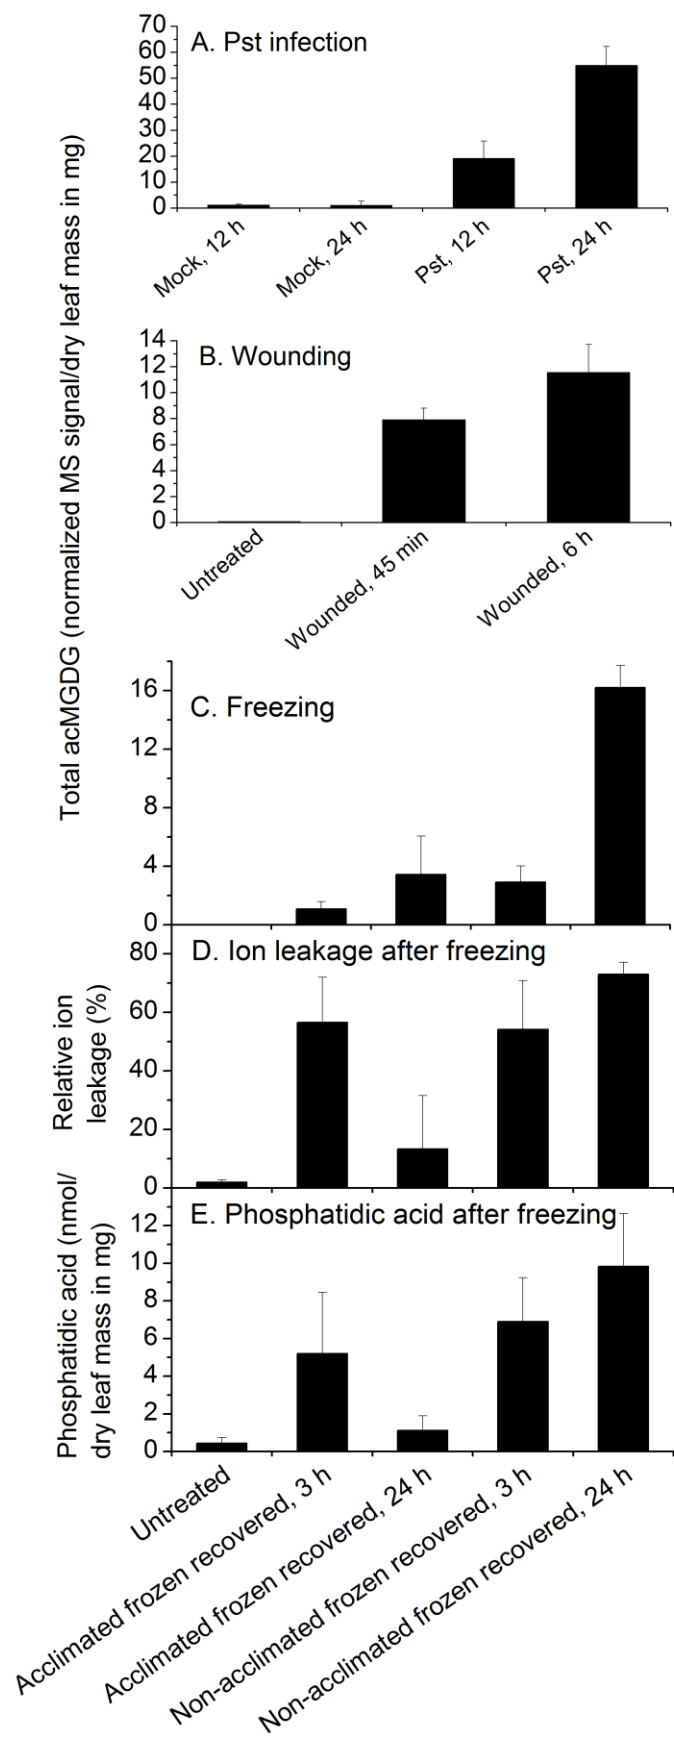 Total acMGDG (normalized MS signal/dry leaf mass in mg)
A. Pst infection
70
60
50
40
30
20
10
0
Mock, 12 h
Mock, 24 h
Pst, 12 h
Pst, 24 h
B. Wounding
14
12
10
8
6
4
2
0
Untreated
Wounded, 45 min
Wounded, 6 h
C. Freezing
16
12
8
4
0
D. Ion leakage after freezing
Relative ion
leakage (%)
80
60
40
20
0
E. Phosphatidic acid after freezing
Phosphatidic acid (nmol/
dry leaf mass in mg)
12
10
8
6
4
2
0
Untreated
Acclimated frozen recovered, 3 h
Acclimated frozen recovered, 24 h
Non-acclimated frozen recovered, 3 h
Non-acclimated frozen recovered, 24 h